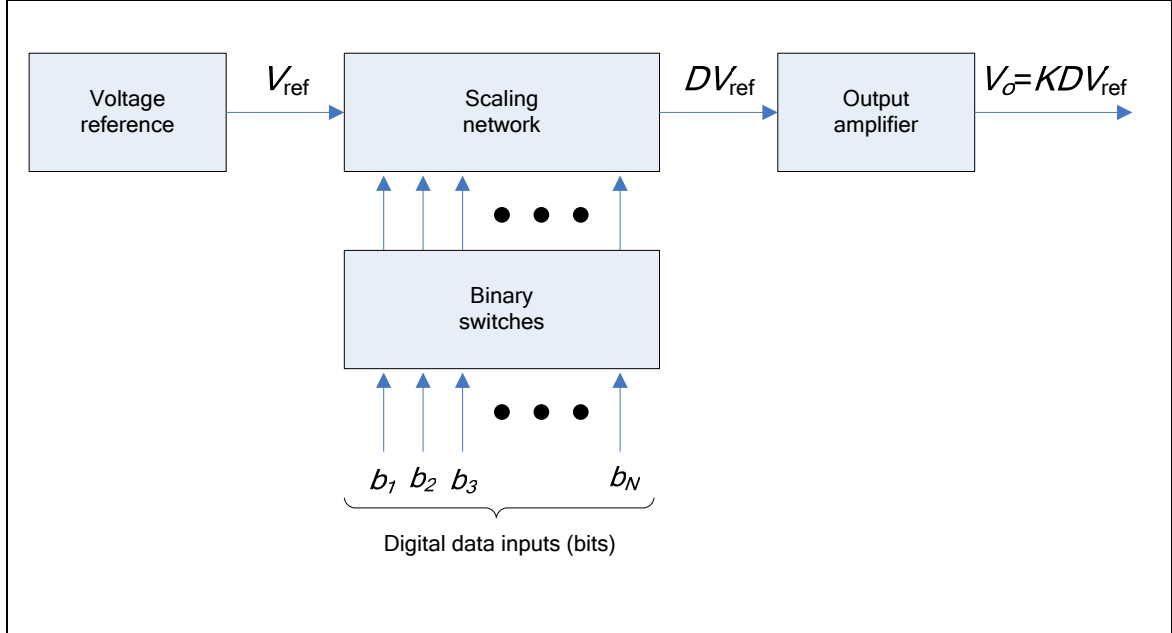 Voltage
reference
V_ref
Scaling
network
DV_ref
Output
amplifier
V_o=KDV_ref
Binary
switches
b_1 b_2 b_3 b_N
Digital data inputs (bits)